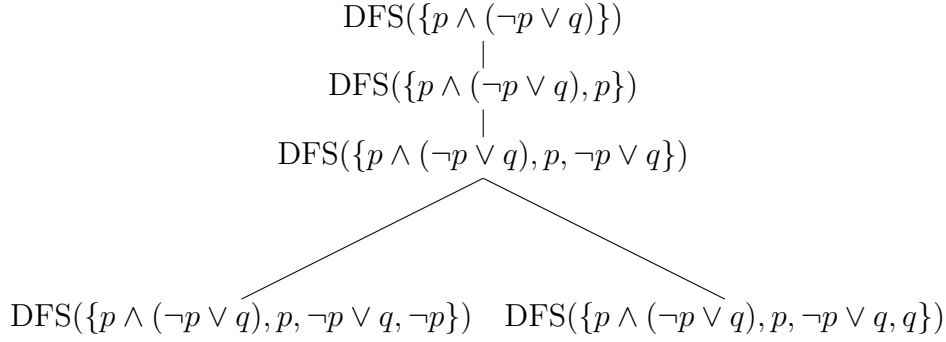 DFS({p ∧ (¬p ∨ q)})
DFS({p ∧ (¬p ∨ q), p})
DFS({p ∧ (¬p ∨ q), p, ¬p ∨ q})
DFS({p ∧ (¬p ∨ q), p, ¬p ∨ q, ¬p}) DFS({p ∧ (¬p ∨ q), p, ¬p ∨ q, q})